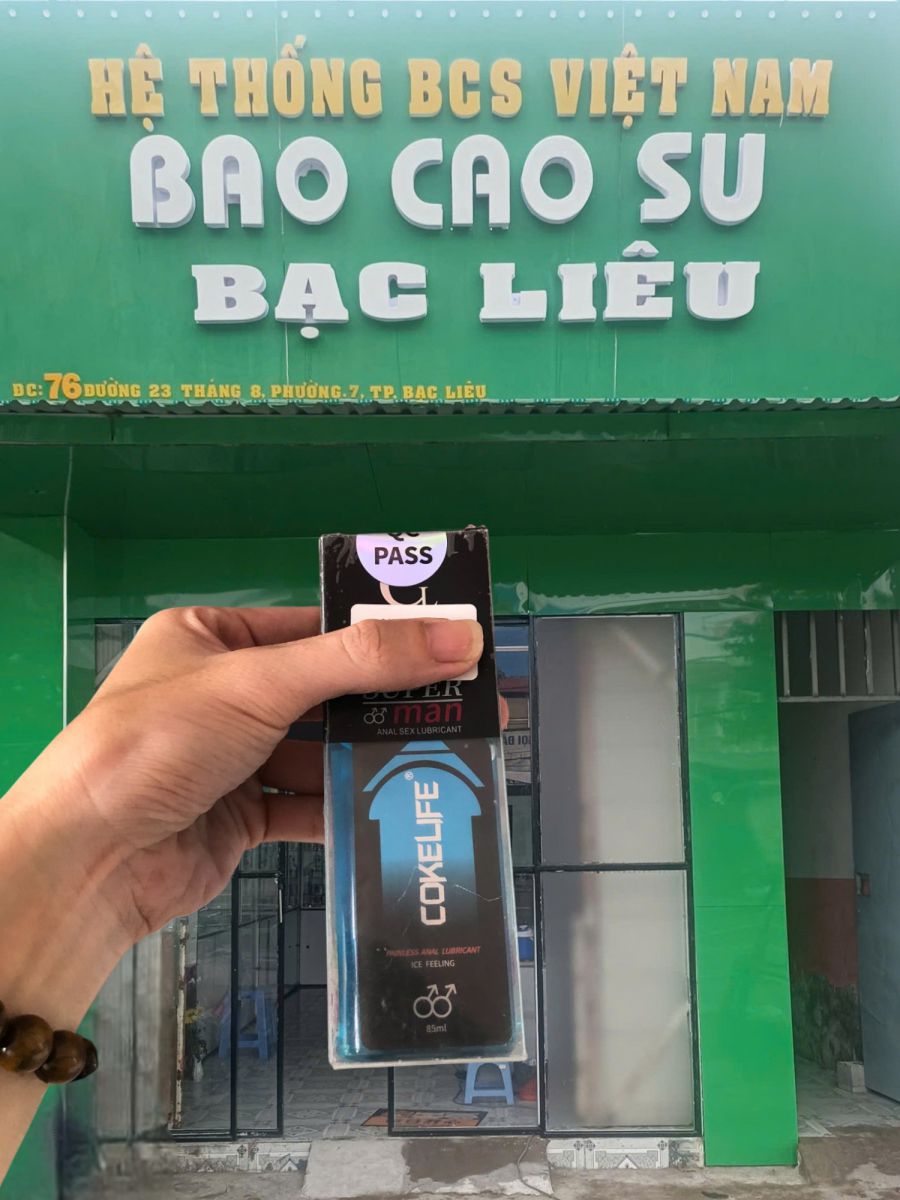 HỆ THỐNG BCS VIỆT NAM
BAO CAO SU
BẠC LIÊU
ĐC: 76 ĐƯỜNG 23 THÁNG 8, PHƯỜNG.7, TP. BẠC LIÊU
PASS
SUPER
man
ANAL SEX LUBRICANT
COKELIFE®
PAINLESS ANAL LUBRICANT
ICE FEELING
85ml